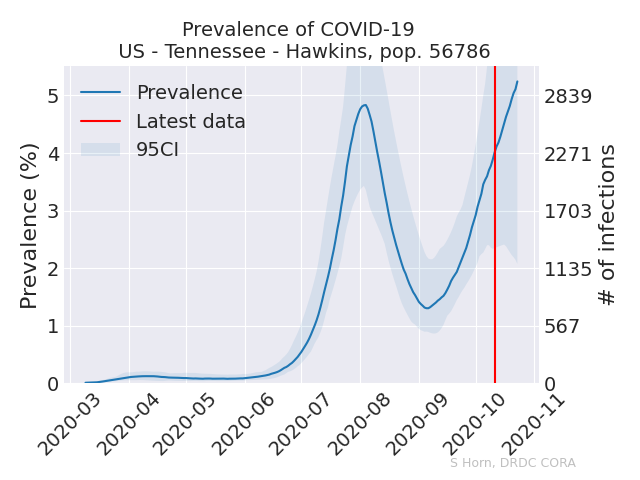 Prevalence of COVID-19
US - Tennessee - Hawkins, pop. 56786
Prevalence
Latest data
95CI
Prevalence (%)
5
4
3
2
1
0
2839
2271
1703
1135
567
0
# of infections
2020-03
2020-04
2020-05
2020-06
2020-07
2020-08
2020-09
2020-10
2020-11
S Horn, DRDC CORA